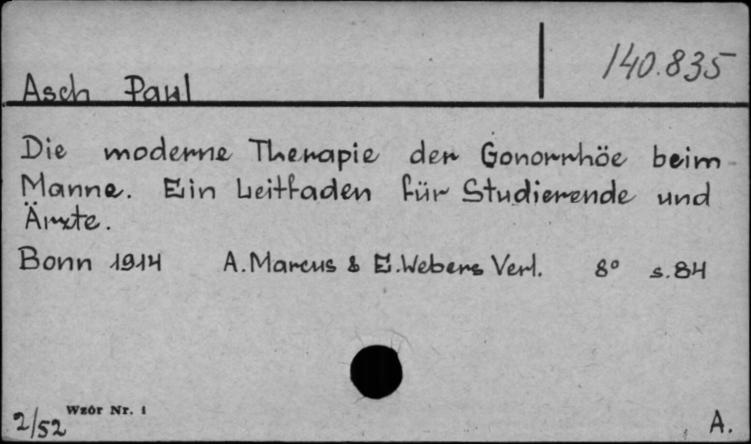 140.835
Asch Paul
Die moderne Therapie der Gonorrhöe beim
Manne. Ein Leitfaden für Studierende und
Ärzte.
Bonn 1914 A. Marcus & E. Webers Verl. 8° s. 84
Wzór Nr. 1
2/52
A.